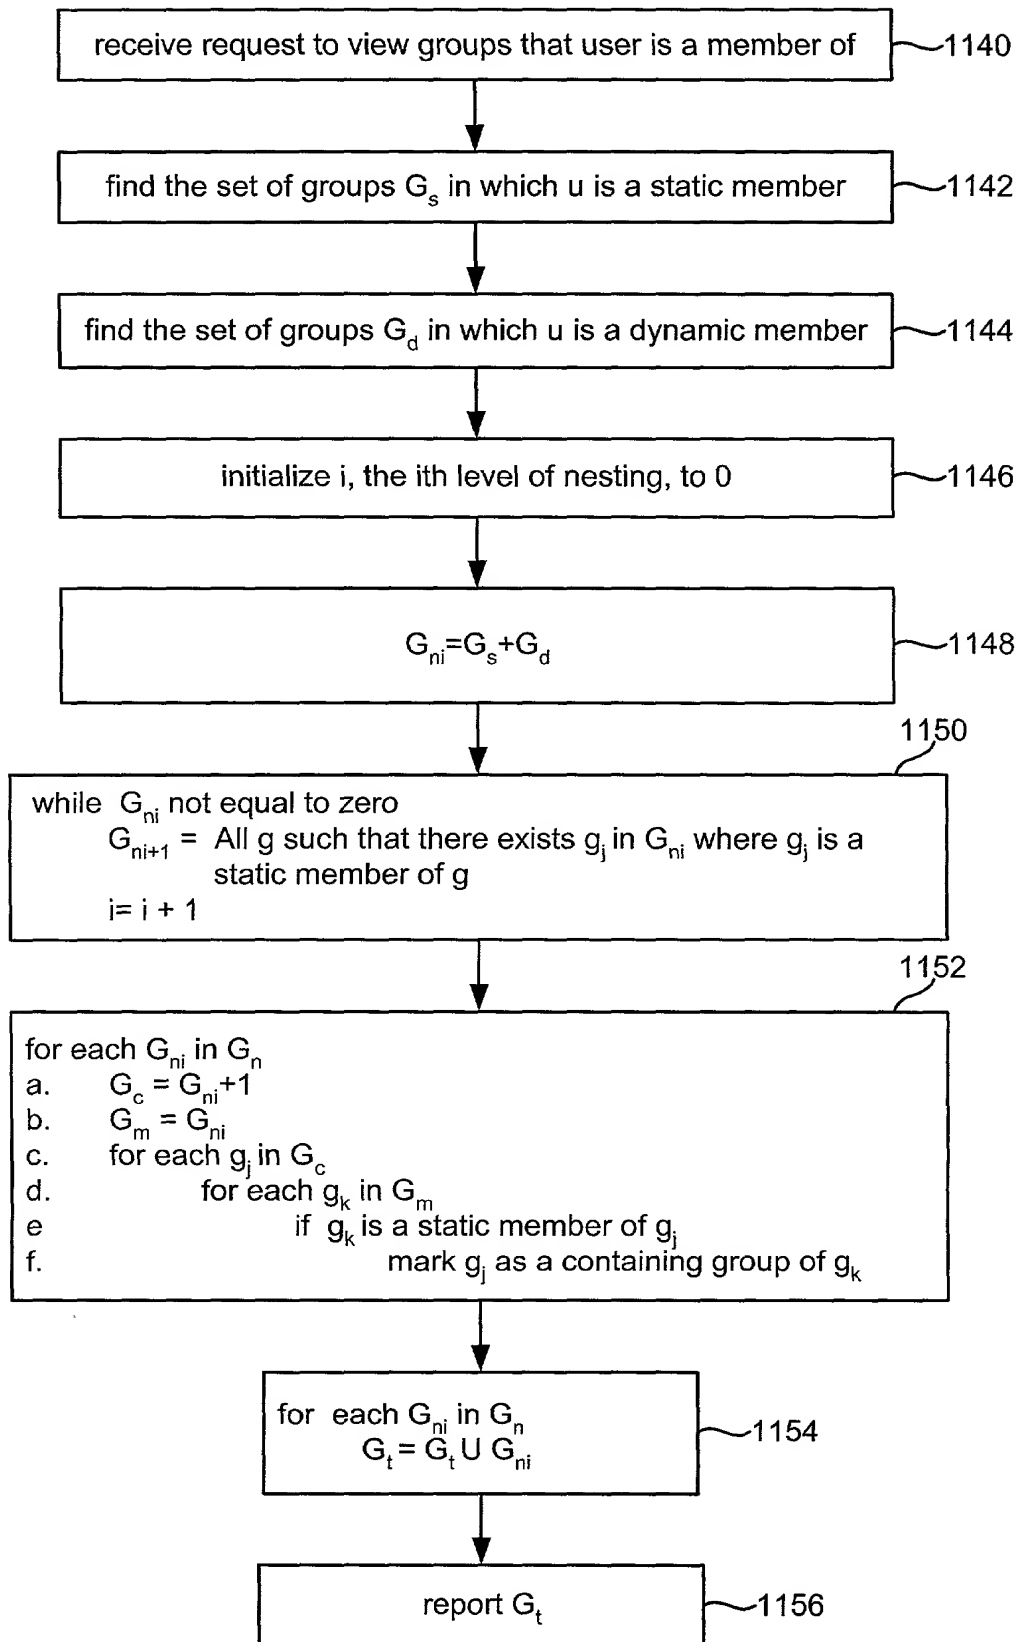 receive request to view groups that user is a member of
1140
find the set of groups Gs in which u is a static member
1142
find the set of groups Gd in which u is a dynamic member
1144
initialize i, the ith level of nesting, to 0
1146
Gni=Gs+Gd
1148
1150
while Gni not equal to zero
Gni+1 = All g such that there exists gj in Gni where gj is a
static member of g
i= i + 1
1152
for each Gni in Gn
a. Gc = Gni+1
b. Gm = Gni
c. for each gj in Gc
d. for each gk in Gm
e if gk is a static member of gj
f. mark gj as a containing group of gk
for each Gni in Gn
Gt = Gt U Gni
1154
report Gt
1156